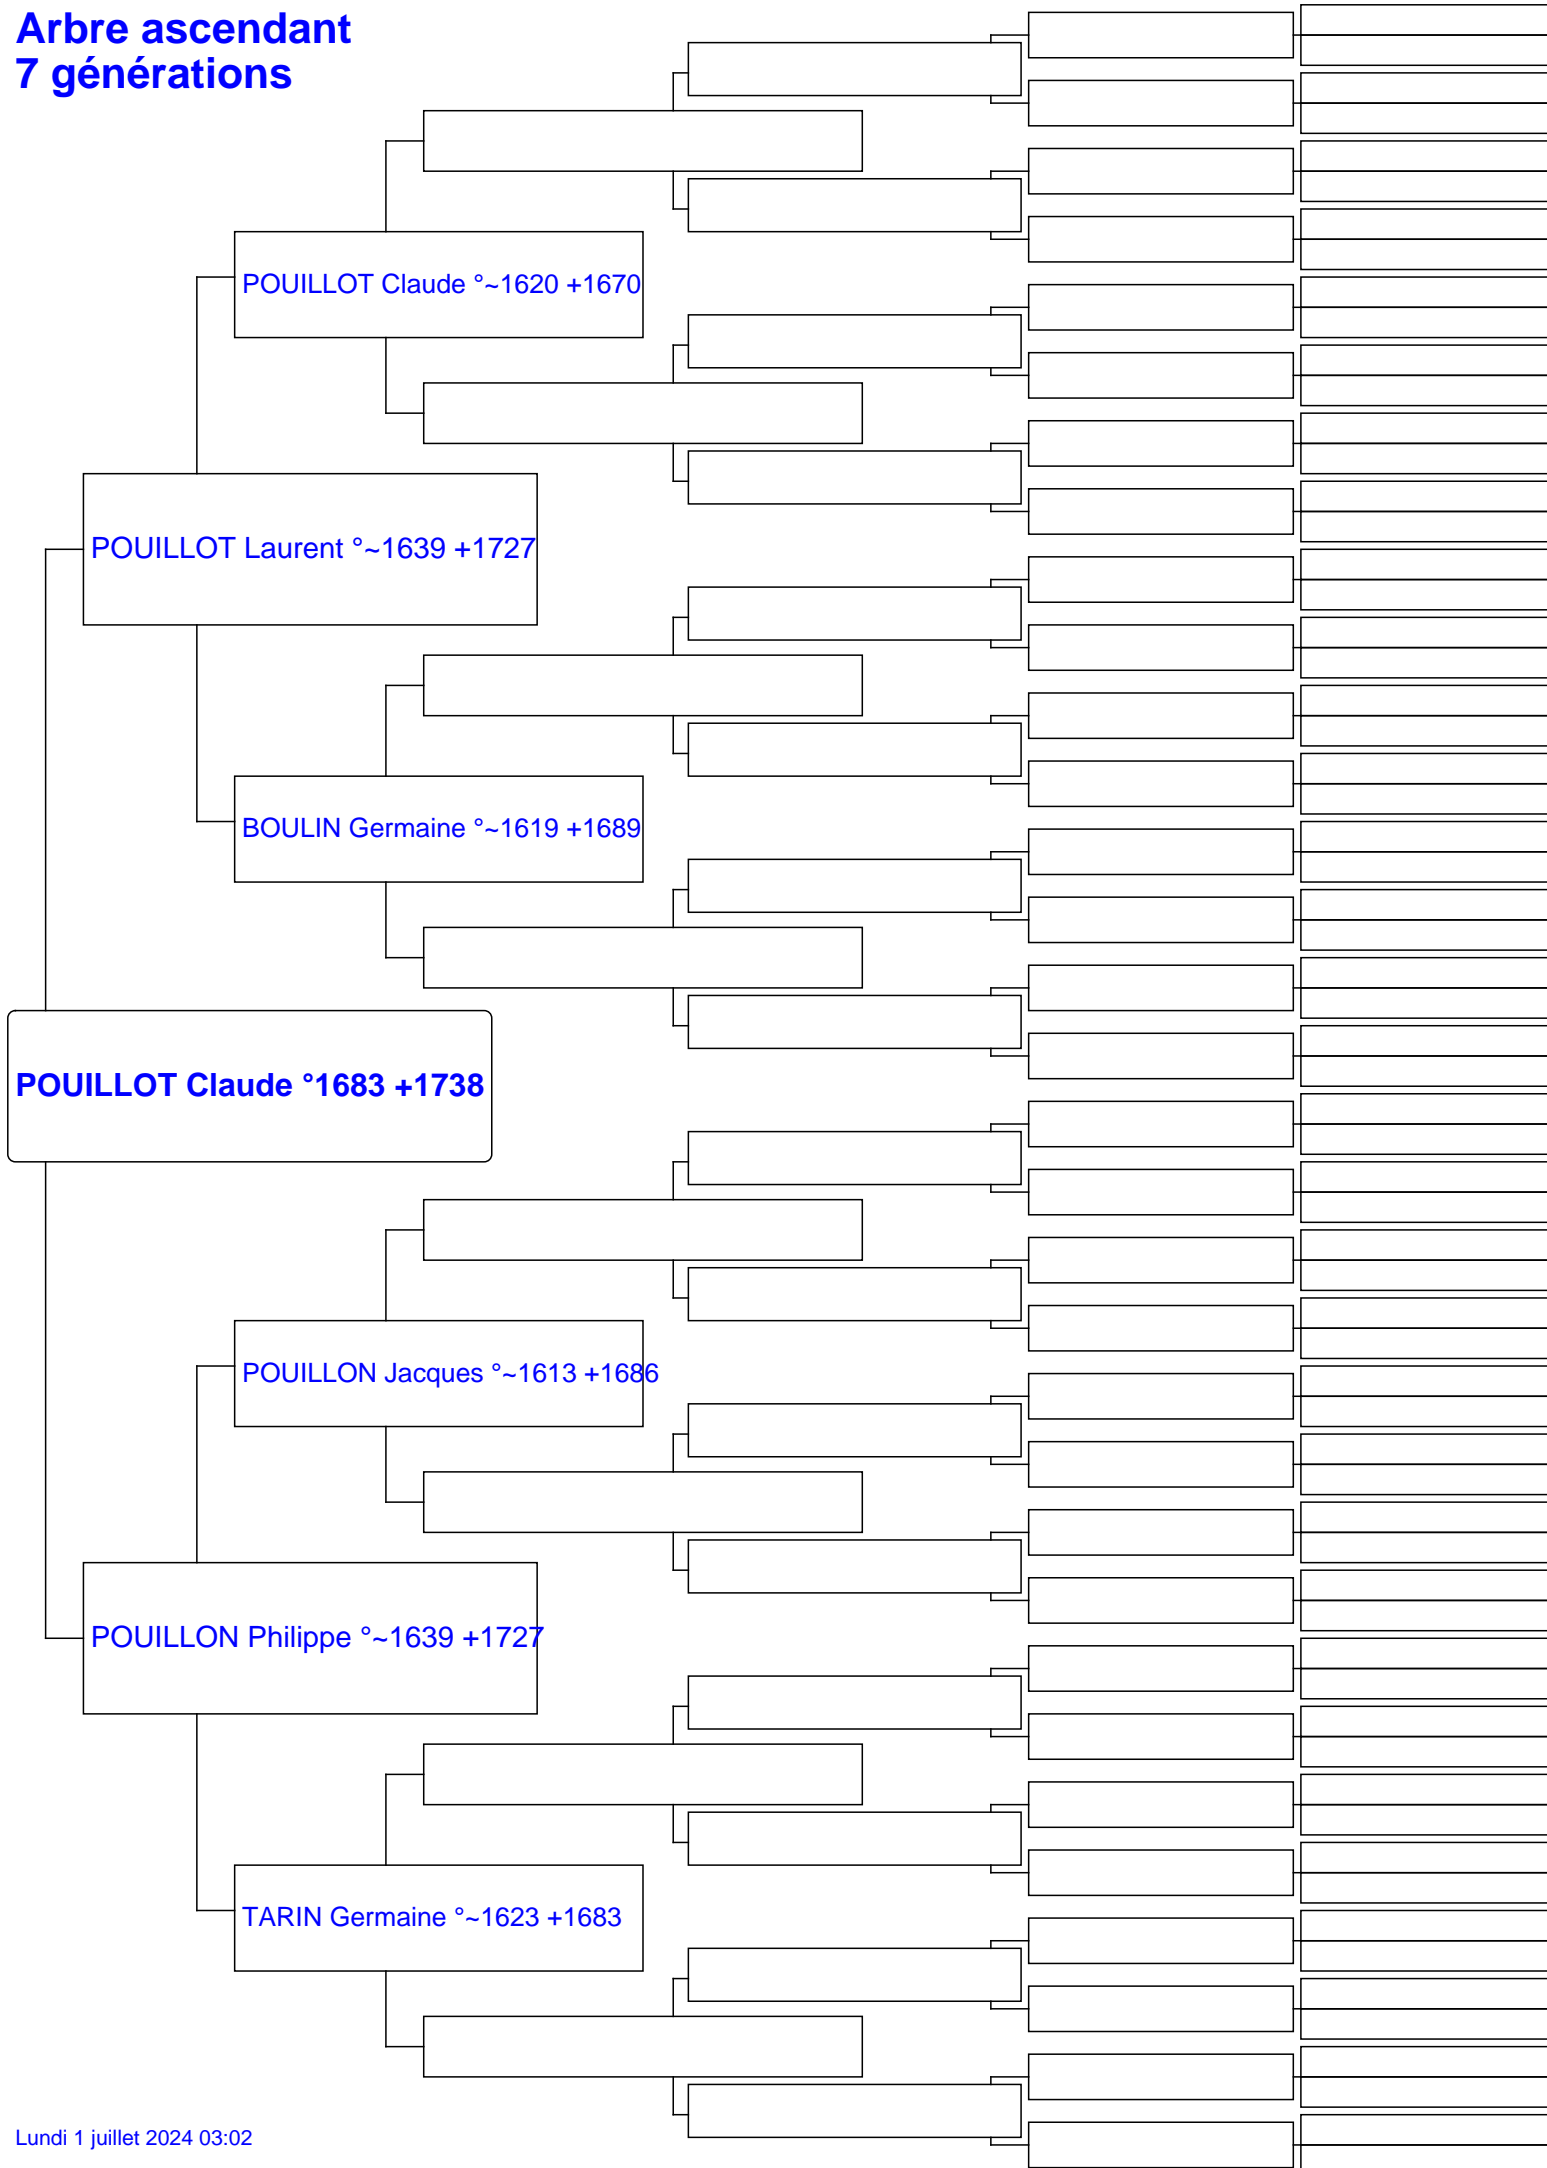 Arbre ascendant
7 générations
POUILLOT Claude °~1620 +1670
POUILLOT Laurent °~1639 +1727
BOULIN Germaine °~1619 +1689
POUILLOT Claude °1683 +1738
POUILLON Jacques °~1613 +1686
POUILLON Philippe °~1639 +1727
TARIN Germaine °~1623 +1683
Lundi 1 juillet 2024 03:02